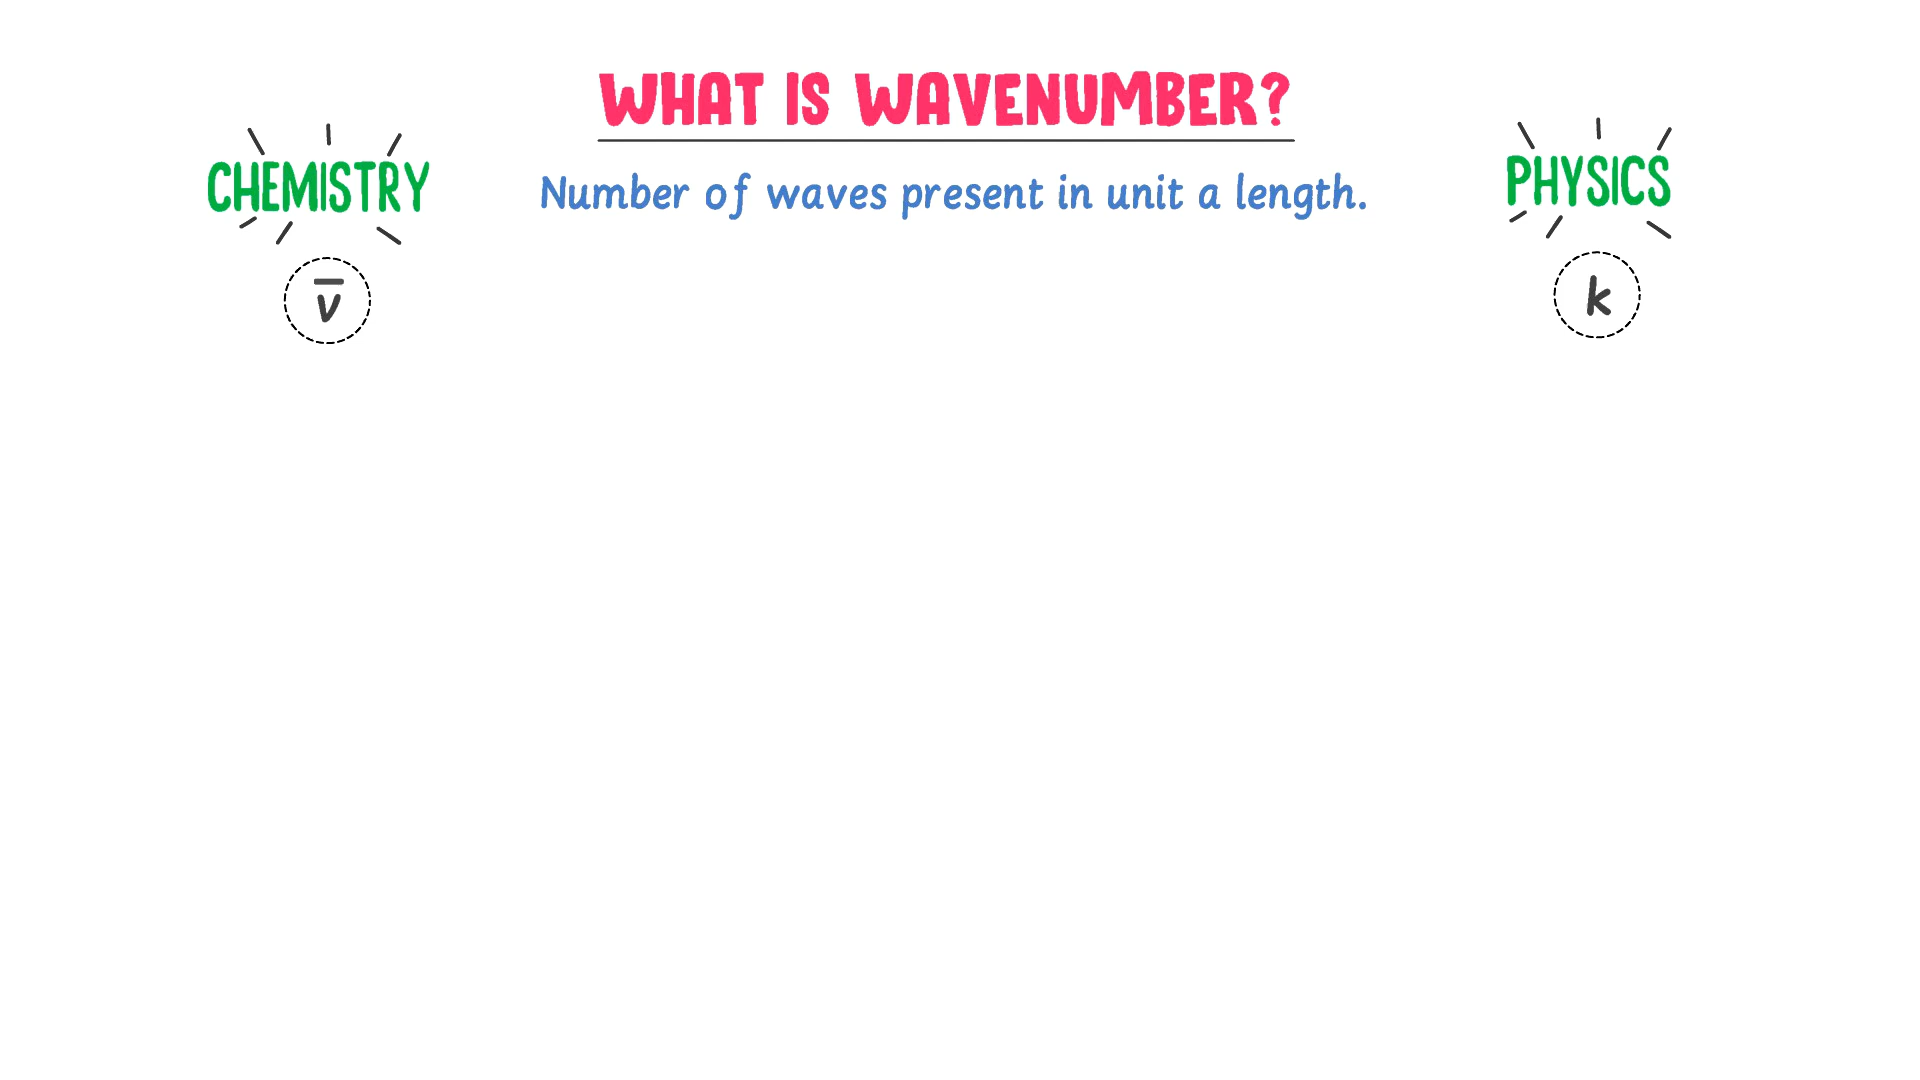 WHAT IS WAVENUMBER?
CHEMISTRY
Number of waves present in unit a length.
PHYSICS
v̅
k